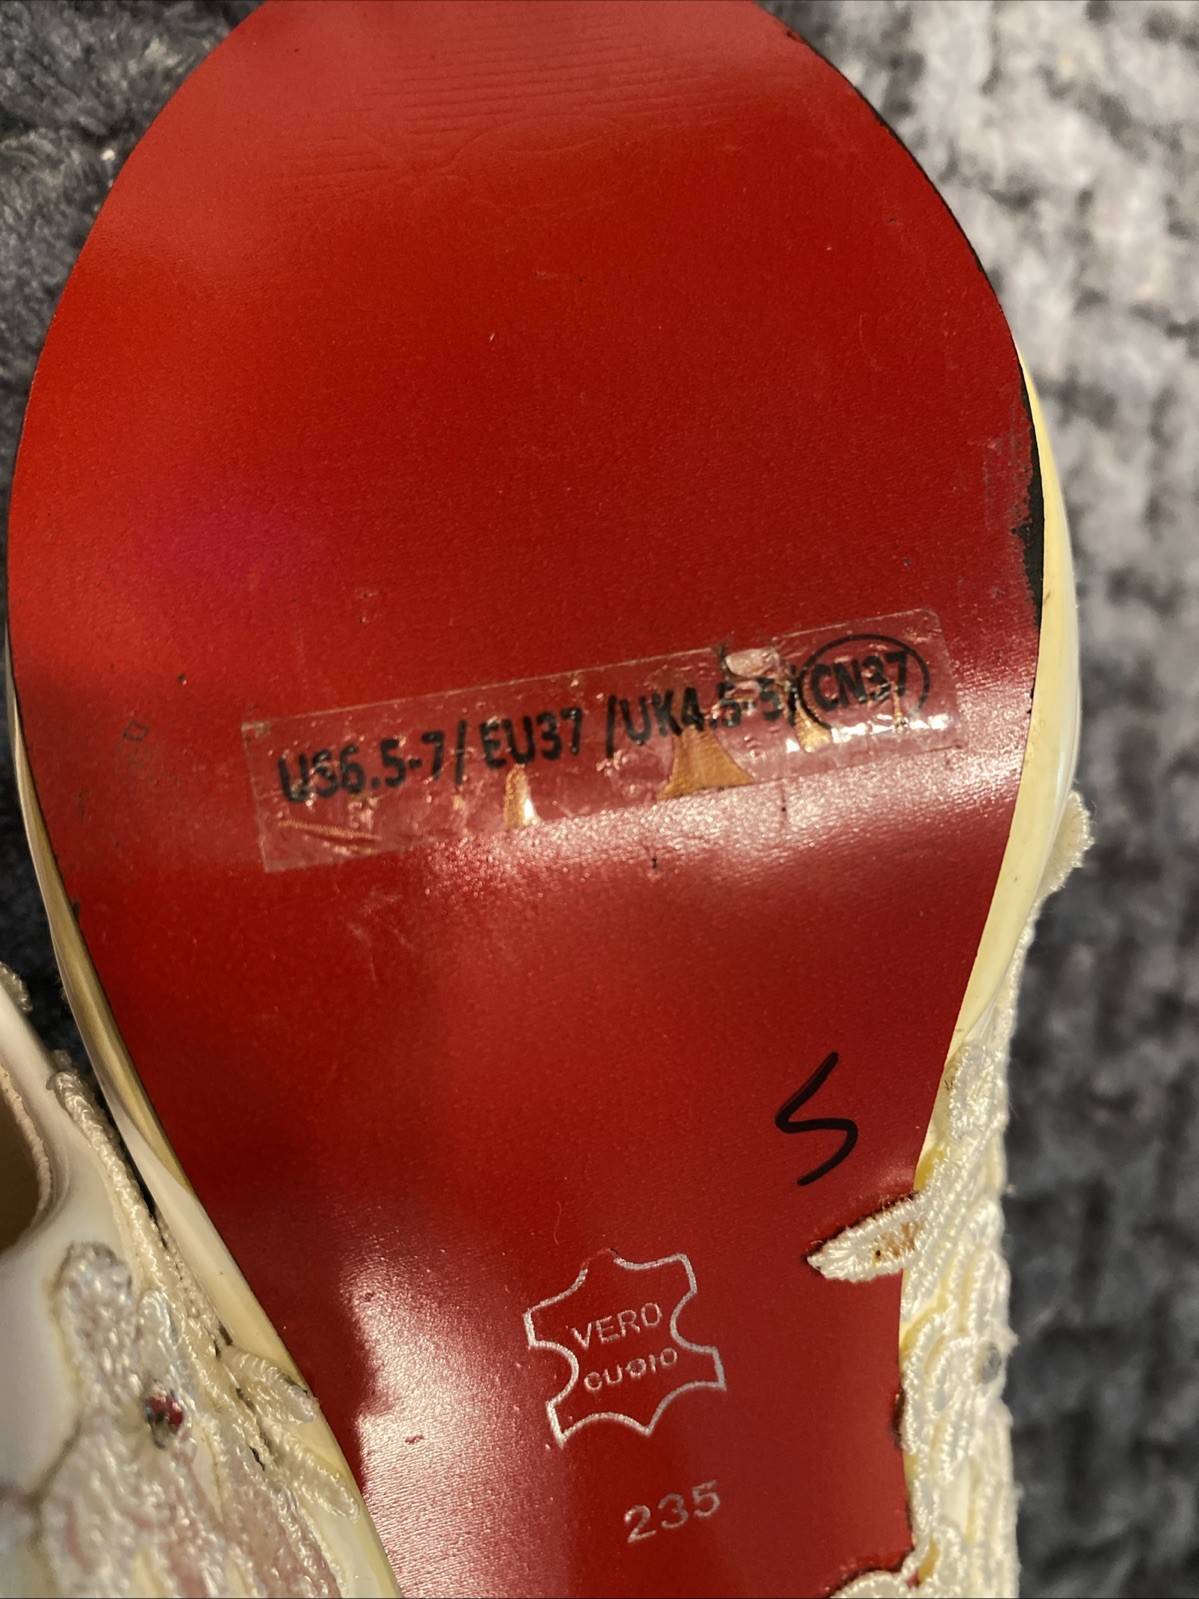 US6.5-7/ EU37 /UK4.5-5/ CN37
S
VERO
CUOIO
235